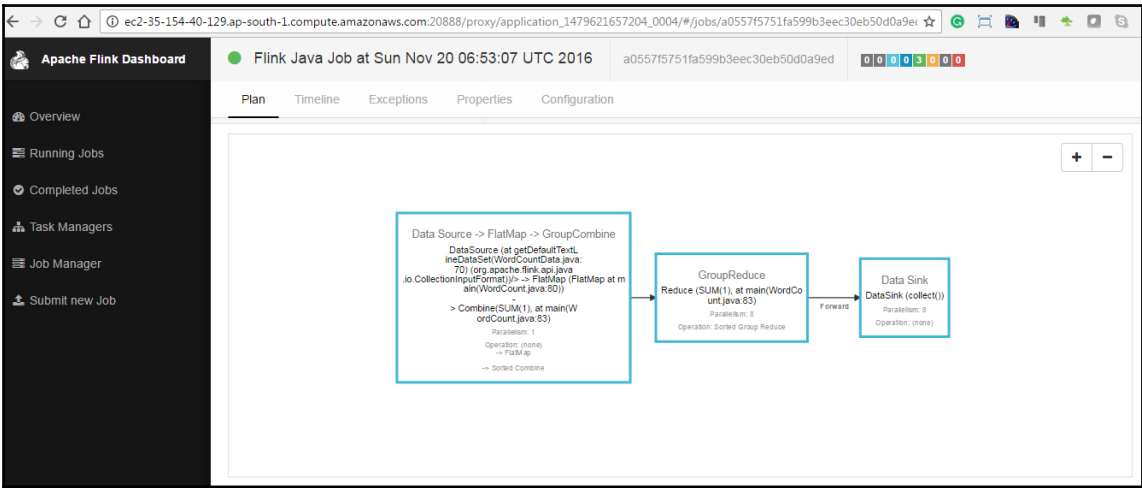 ec2-35-154-40-129.ap-south-1.compute.amazonaws.com:20888/proxy/application_1479621657204_0004/#/jobs/a0557f5751fa599b3eec30eb50d0a9ec
Apache Flink Dashboard
Flink Java Job at Sun Nov 20 06:53:07 UTC 2016
a0557f5751fa599b3eec30eb50d0a9ed
0 0 0 0 3 0 0 0
Plan Timeline Exceptions Properties Configuration
Overview
Running Jobs
Completed Jobs
Task Managers
Job Manager
Submit new Job
+ −
Data Source -> FlatMap -> GroupCombine
DataSource (at getDefaultTextL
ineDataSet(WordCountData.java:
70) (org.apache.flink.api.java
.io.CollectionInputFormat))/> -> FlatMap (FlatMap at m
ain(WordCount.java:80))
-
> Combine(SUM(1), at main(W
ordCount.java:83)
Parallelism: 1
Operation: (none)
-> FlatMap
-> Sorted Combine
GroupReduce
Reduce (SUM(1), at main(WordCo
unt.java:83)
Parallelism: 8
Operation: Sorted Group Reduce
Forward
Data Sink
DataSink (collect())
Parallelism: 8
Operation: (none)